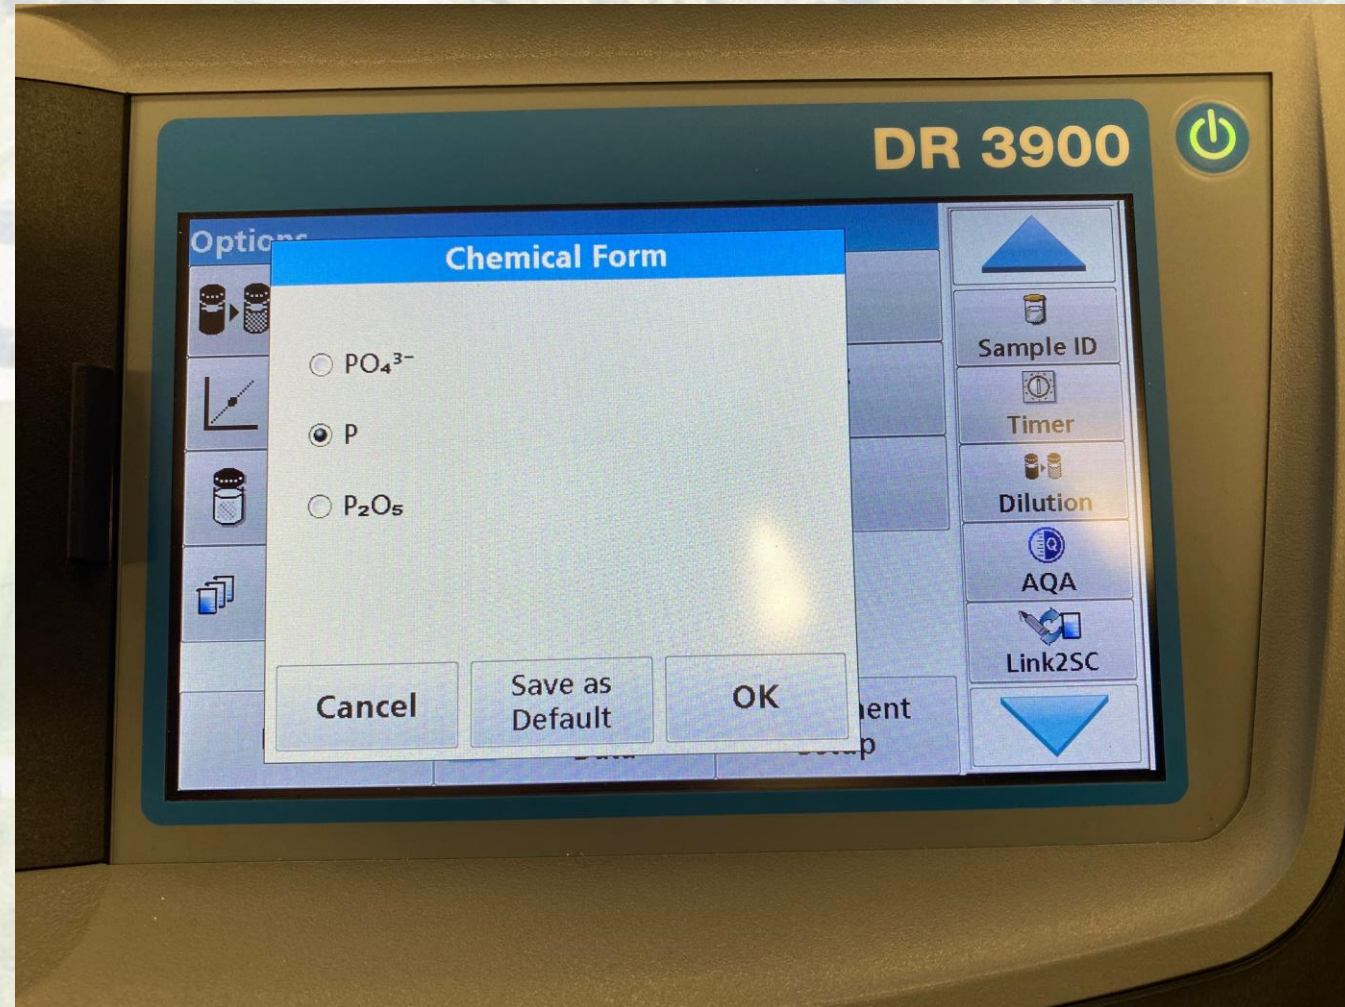 DR 3900
Chemical Form
PO₄³⁻
P
P₂O₅
Cancel
Save as
Default
OK
Sample ID
Timer
Dilution
AQA
Link2SC